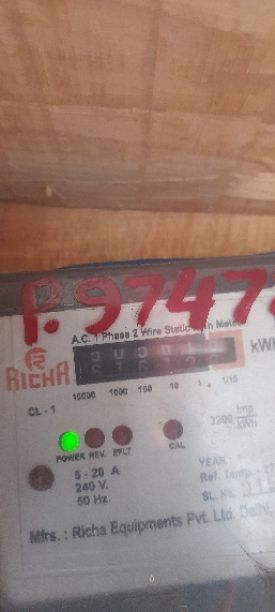 P.9747
A.C. 1 Phase 2 Wire Static
kWh
RICHA
10000 1000 100 10 1 1/10
CL - 1
3200 imp/kWh
POWER REV. EFLT CAL
5 - 20 A
240 V.
50 Hz.
YEAR
Ref. Temp.
SL. No.
Mfrs. : Richa Equipments Pvt. Ltd. Delhi,